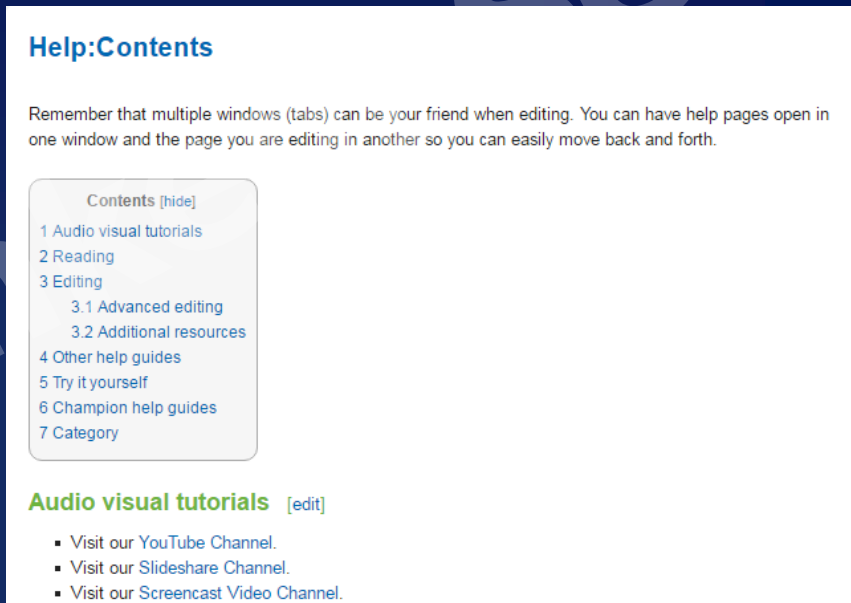 Help:Contents
Remember that multiple windows (tabs) can be your friend when editing. You can have help pages open in
one window and the page you are editing in another so you can easily move back and forth.
Contents [hide]
1 Audio visual tutorials
2 Reading
3 Editing
3.1 Advanced editing
3.2 Additional resources
4 Other help guides
5 Try it yourself
6 Champion help guides
7 Category
Audio visual tutorials [edit]
▪ Visit our YouTube Channel.
▪ Visit our Slideshare Channel.
▪ Visit our Screencast Video Channel.